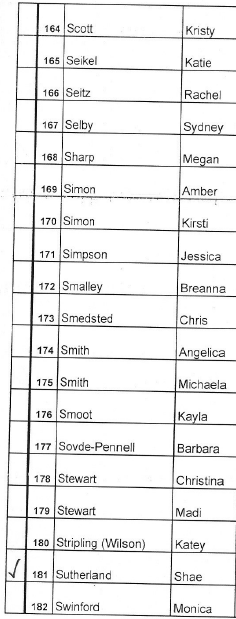 164 Scott Kristy
165 Seikel Katie
166 Seitz Rachel
167 Selby Sydney
168 Sharp Megan
169 Simon Amber
170 Simon Kirsti
171 Simpson Jessica
172 Smalley Breanna
173 Smedsted Chris
174 Smith Angelica
175 Smith Michaela
176 Smoot Kayla
177 Sovde-Pennell Barbara
178 Stewart Christina
179 Stewart Madi
180 Stripling (Wilson) Katey
✓ 181 Sutherland Shae
182 Swinford Monica